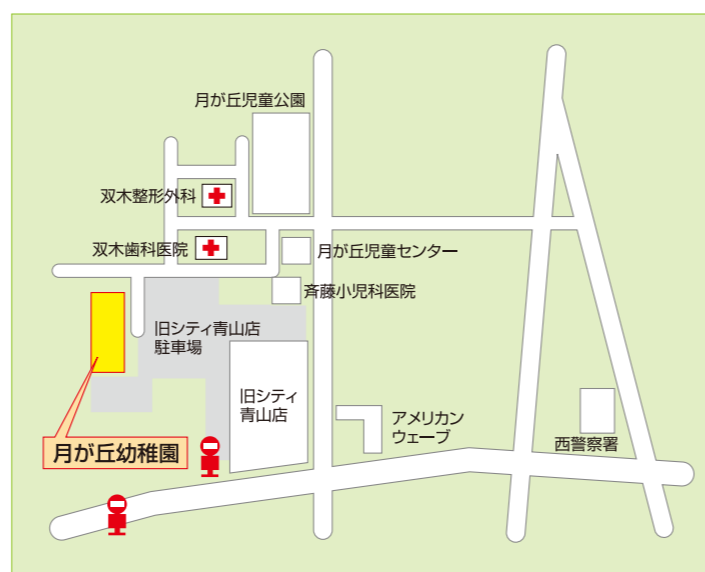 月が丘児童公園
双木整形外科
双木歯科医院
月が丘児童センター
斉藤小児科医院
旧シティ青山店
駐車場
旧シティ
青山店
アメリカン
ウェーブ
西警察署
月が丘幼稚園